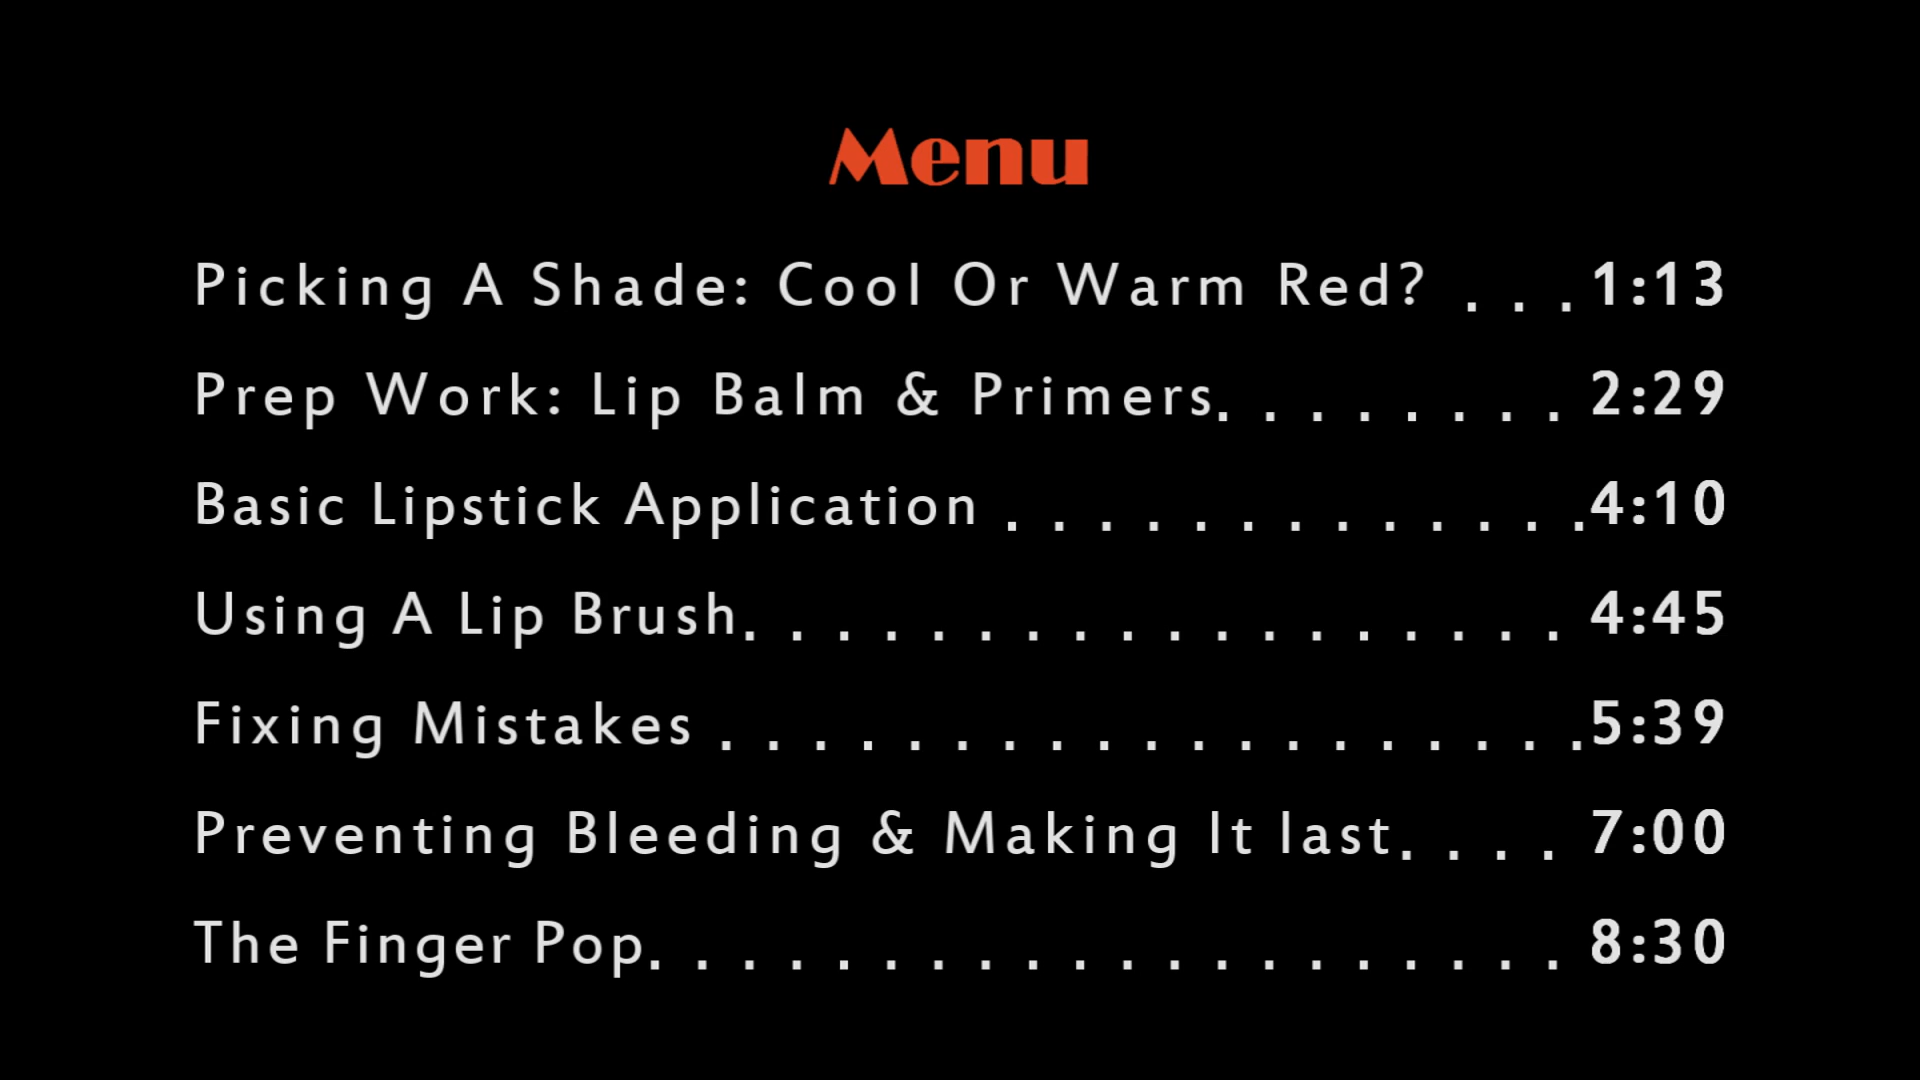 Menu
Picking A Shade: Cool Or Warm Red? . . . 1:13
Prep Work: Lip Balm & Primers. . . . . . . . 2:29
Basic Lipstick Application . . . . . . . . . . . . . 4:10
Using A Lip Brush. . . . . . . . . . . . . . . . . . 4:45
Fixing Mistakes . . . . . . . . . . . . . . . . . . . 5:39
Preventing Bleeding & Making It last. . . . 7:00
The Finger Pop. . . . . . . . . . . . . . . . . . . . 8:30